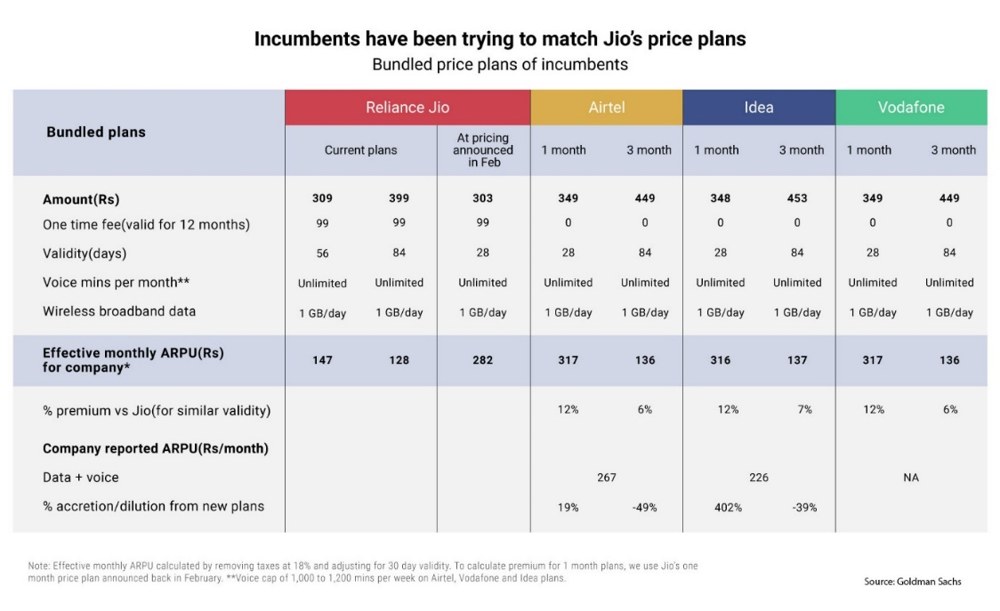 Incumbents have been trying to match Jio's price plans
Bundled price plans of incumbents
Bundled plans Reliance Jio Airtel Idea Vodafone
Current plans At pricing announced in Feb 1 month 3 month 1 month 3 month 1 month 3 month
Amount(Rs) 309 399 303 349 449 348 453 349 449
One time fee(valid for 12 months) 99 99 99 0 0 0 0 0 0
Validity(days) 56 84 28 28 84 28 84 28 84
Voice mins per month** Unlimited Unlimited Unlimited Unlimited Unlimited Unlimited Unlimited Unlimited Unlimited
Wireless broadband data 1 GB/day 1 GB/day 1 GB/day 1 GB/day 1 GB/day 1 GB/day 1 GB/day 1 GB/day 1 GB/day
Effective monthly ARPU(Rs) for company* 147 128 282 317 136 316 137 317 136
% premium vs Jio(for similar validity) 12% 6% 12% 7% 12% 6%
Company reported ARPU(Rs/month)
Data + voice 267 226 NA
% accretion/dilution from new plans 19% -49% 402% -39%
Note: Effective monthly ARPU calculated by removing taxes at 18% and adjusting for 30 day validity. To calculate premium for 1 month plans, we use Jio's one
month price plan announced back in February. **Voice cap of 1,000 to 1,200 mins per week on Airtel, Vodafone and Idea plans.
Source: Goldman Sachs